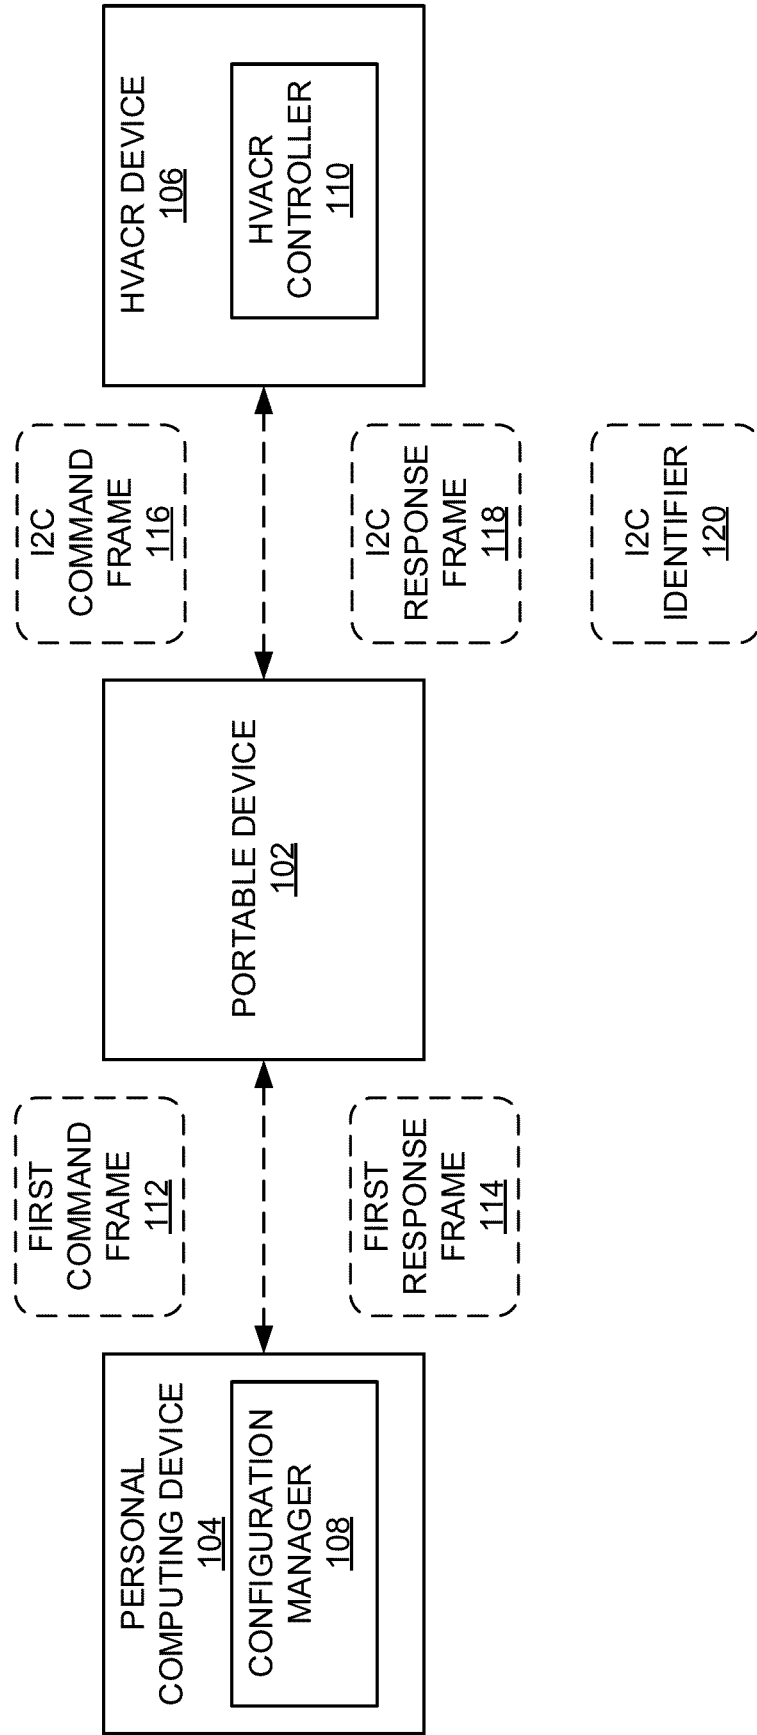 PERSONAL
COMPUTING DEVICE
104
CONFIGURATION
MANAGER
108
FIRST
COMMAND
FRAME
112
FIRST
RESPONSE
FRAME
114
PORTABLE DEVICE
102
I2C
COMMAND
FRAME
116
I2C
RESPONSE
FRAME
118
I2C
IDENTIFIER
120
HVACR DEVICE
106
HVACR
CONTROLLER
110